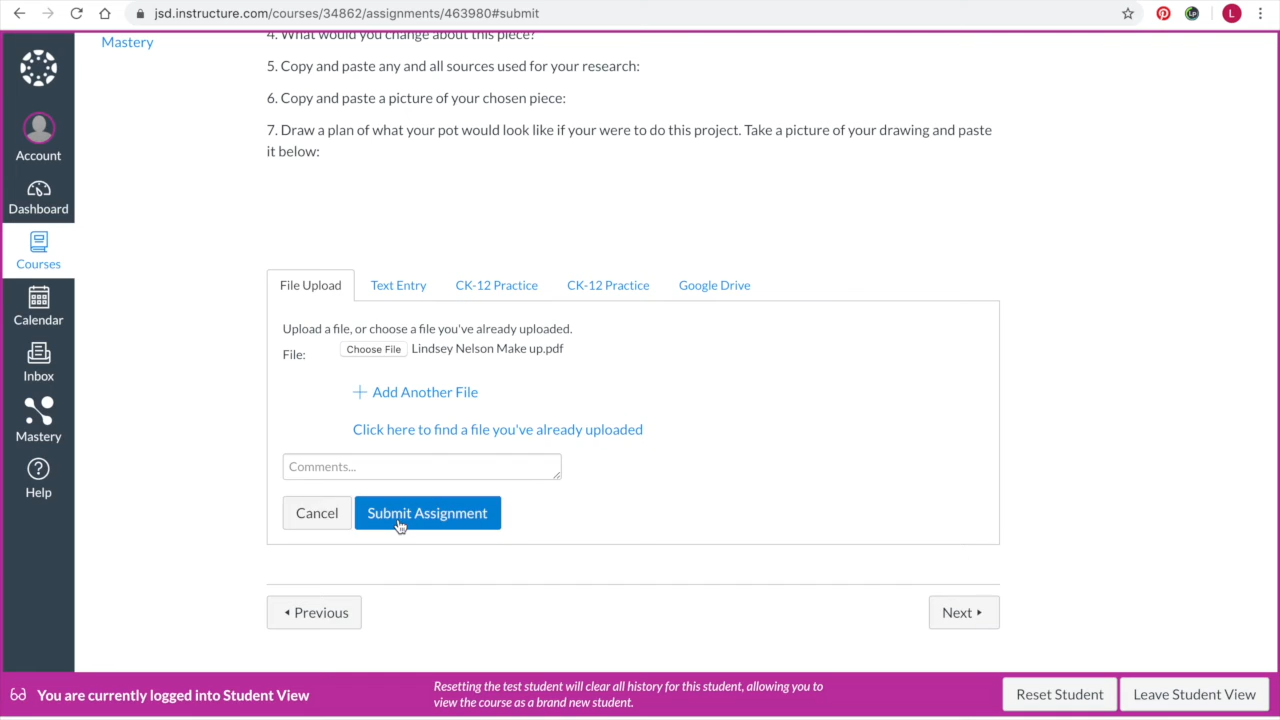 jsd.instructure.com/courses/34862/assignments/463980#submit
L
Mastery
4. What would you change about this piece?
5. Copy and paste any and all sources used for your research:
6. Copy and paste a picture of your chosen piece:
7. Draw a plan of what your pot would look like if your were to do this project. Take a picture of your drawing and paste
it below:
Account
Dashboard
Courses
Calendar
Inbox
Mastery
Help
File Upload
Text Entry
CK-12 Practice
CK-12 Practice
Google Drive
Upload a file, or choose a file you've already uploaded.
File:
Choose File Lindsey Nelson Make up.pdf
Add Another File
Click here to find a file you've already uploaded
Comments...
Cancel
Submit Assignment
Previous
Next
You are currently logged into Student View
Resetting the test student will clear all history for this student, allowing you to
view the course as a brand new student.
Reset Student
Leave Student View